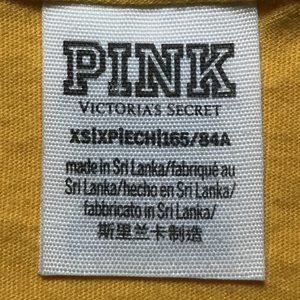 PINK
VICTORIA'S SECRET
XS|XP|ECH|165/84A
made in Sri Lanka/fabriqué au
Sri Lanka/hecho en Sri Lanka/
fabbricato in Sri Lanka/
斯里兰卡制造